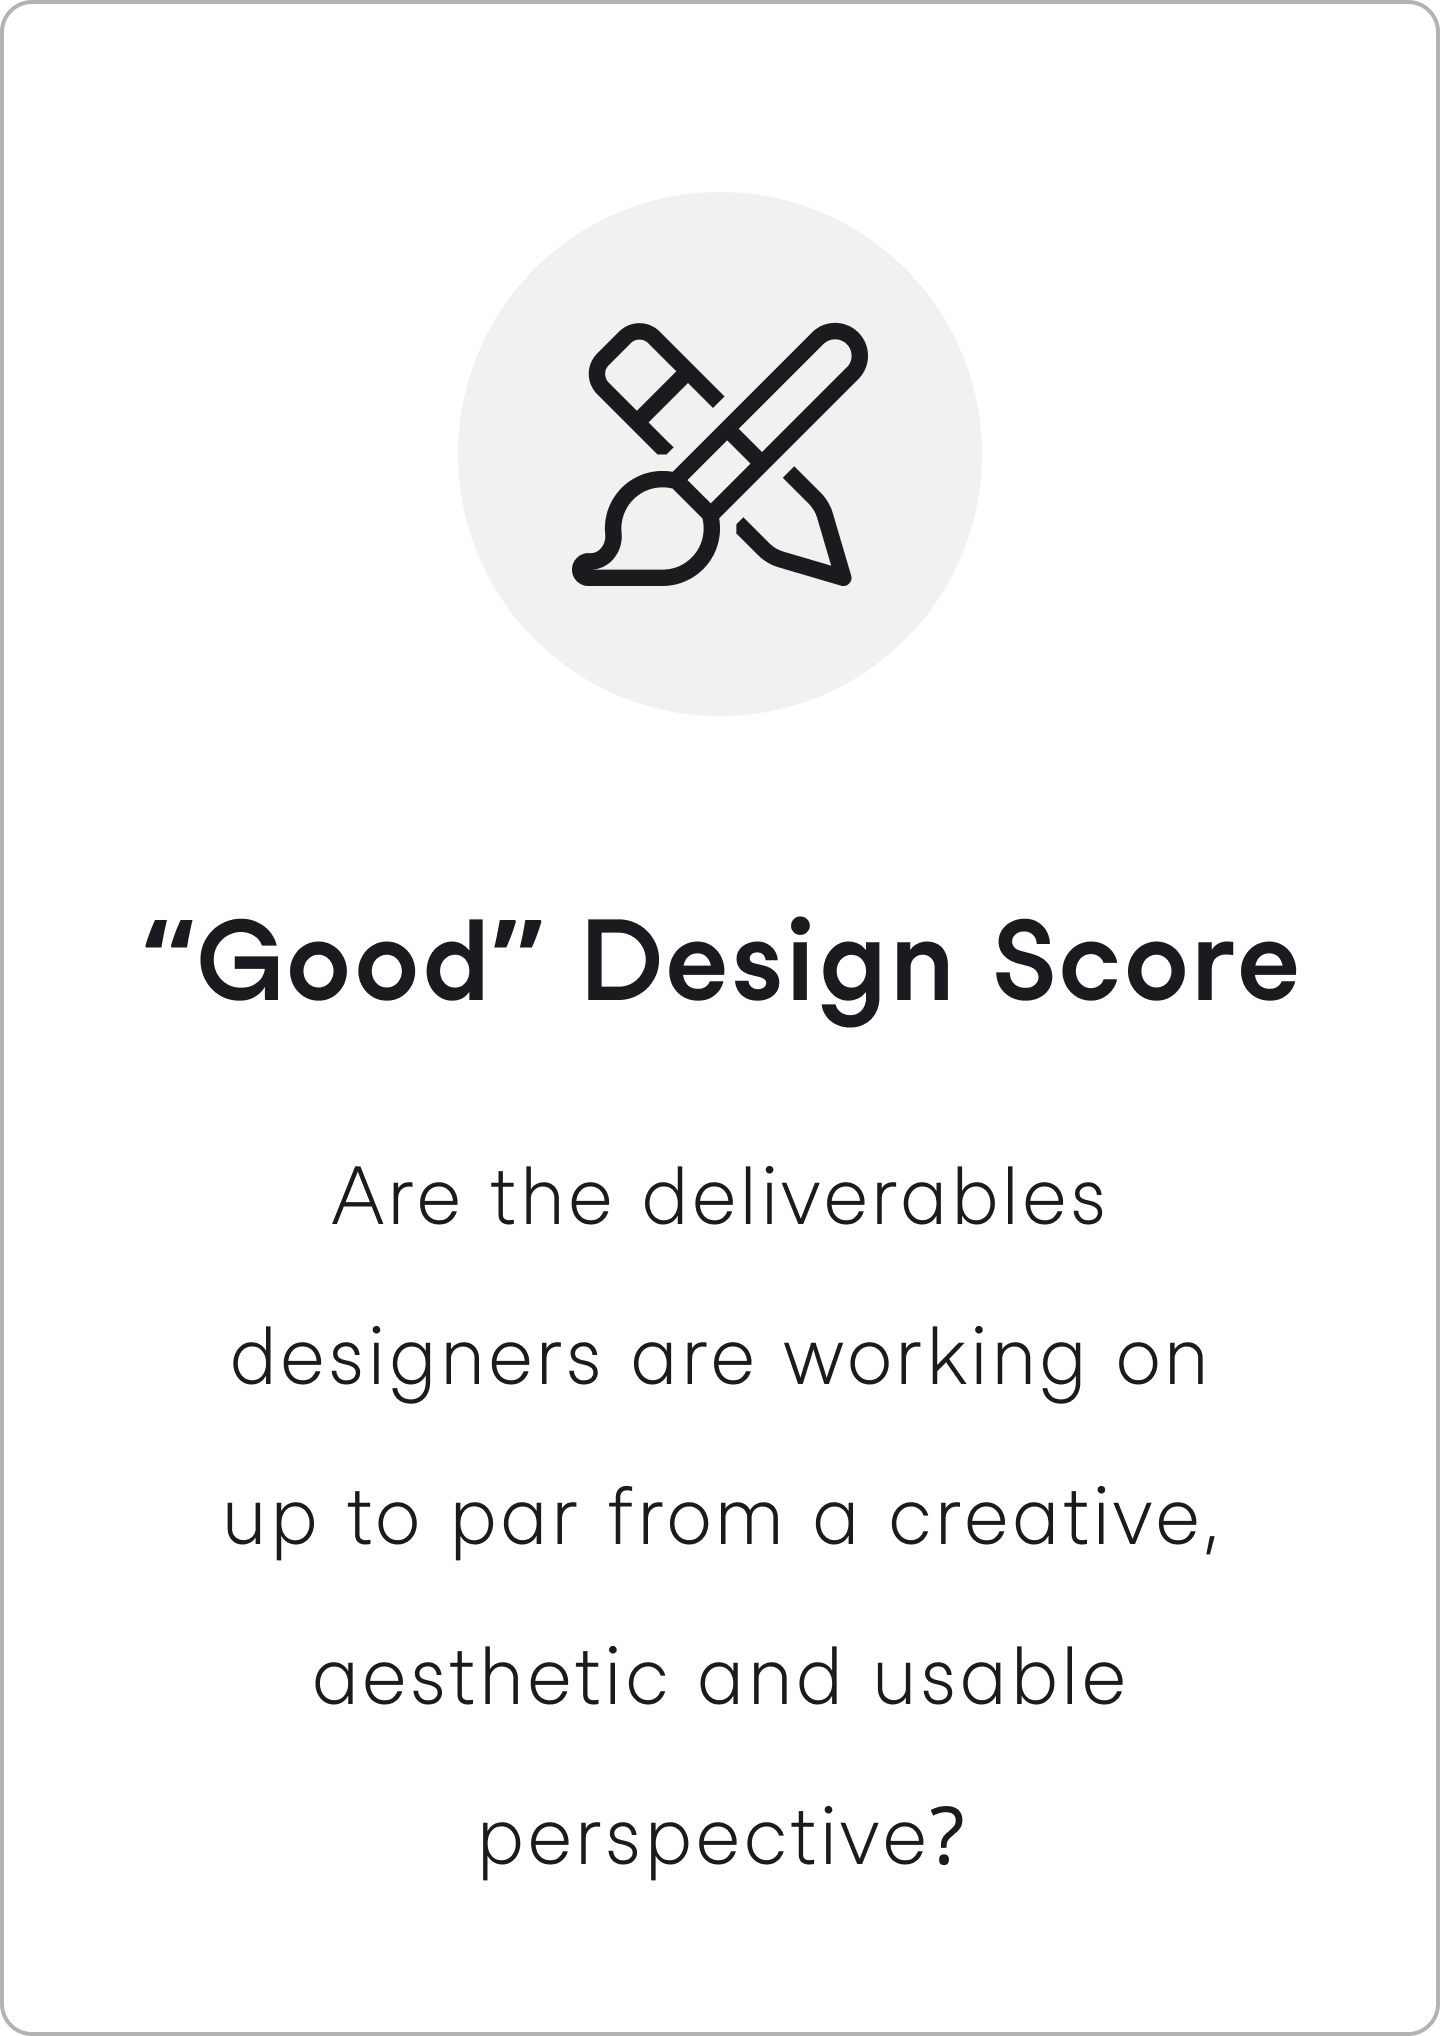 “Good” Design Score
Are the deliverables
designers are working on
up to par from a creative,
aesthetic and usable
perspective?